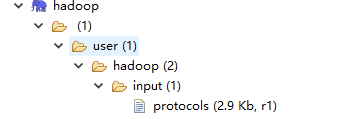 hadoop
(1)
user (1)
hadoop (2)
input (1)
protocols (2.9 Kb, r1)